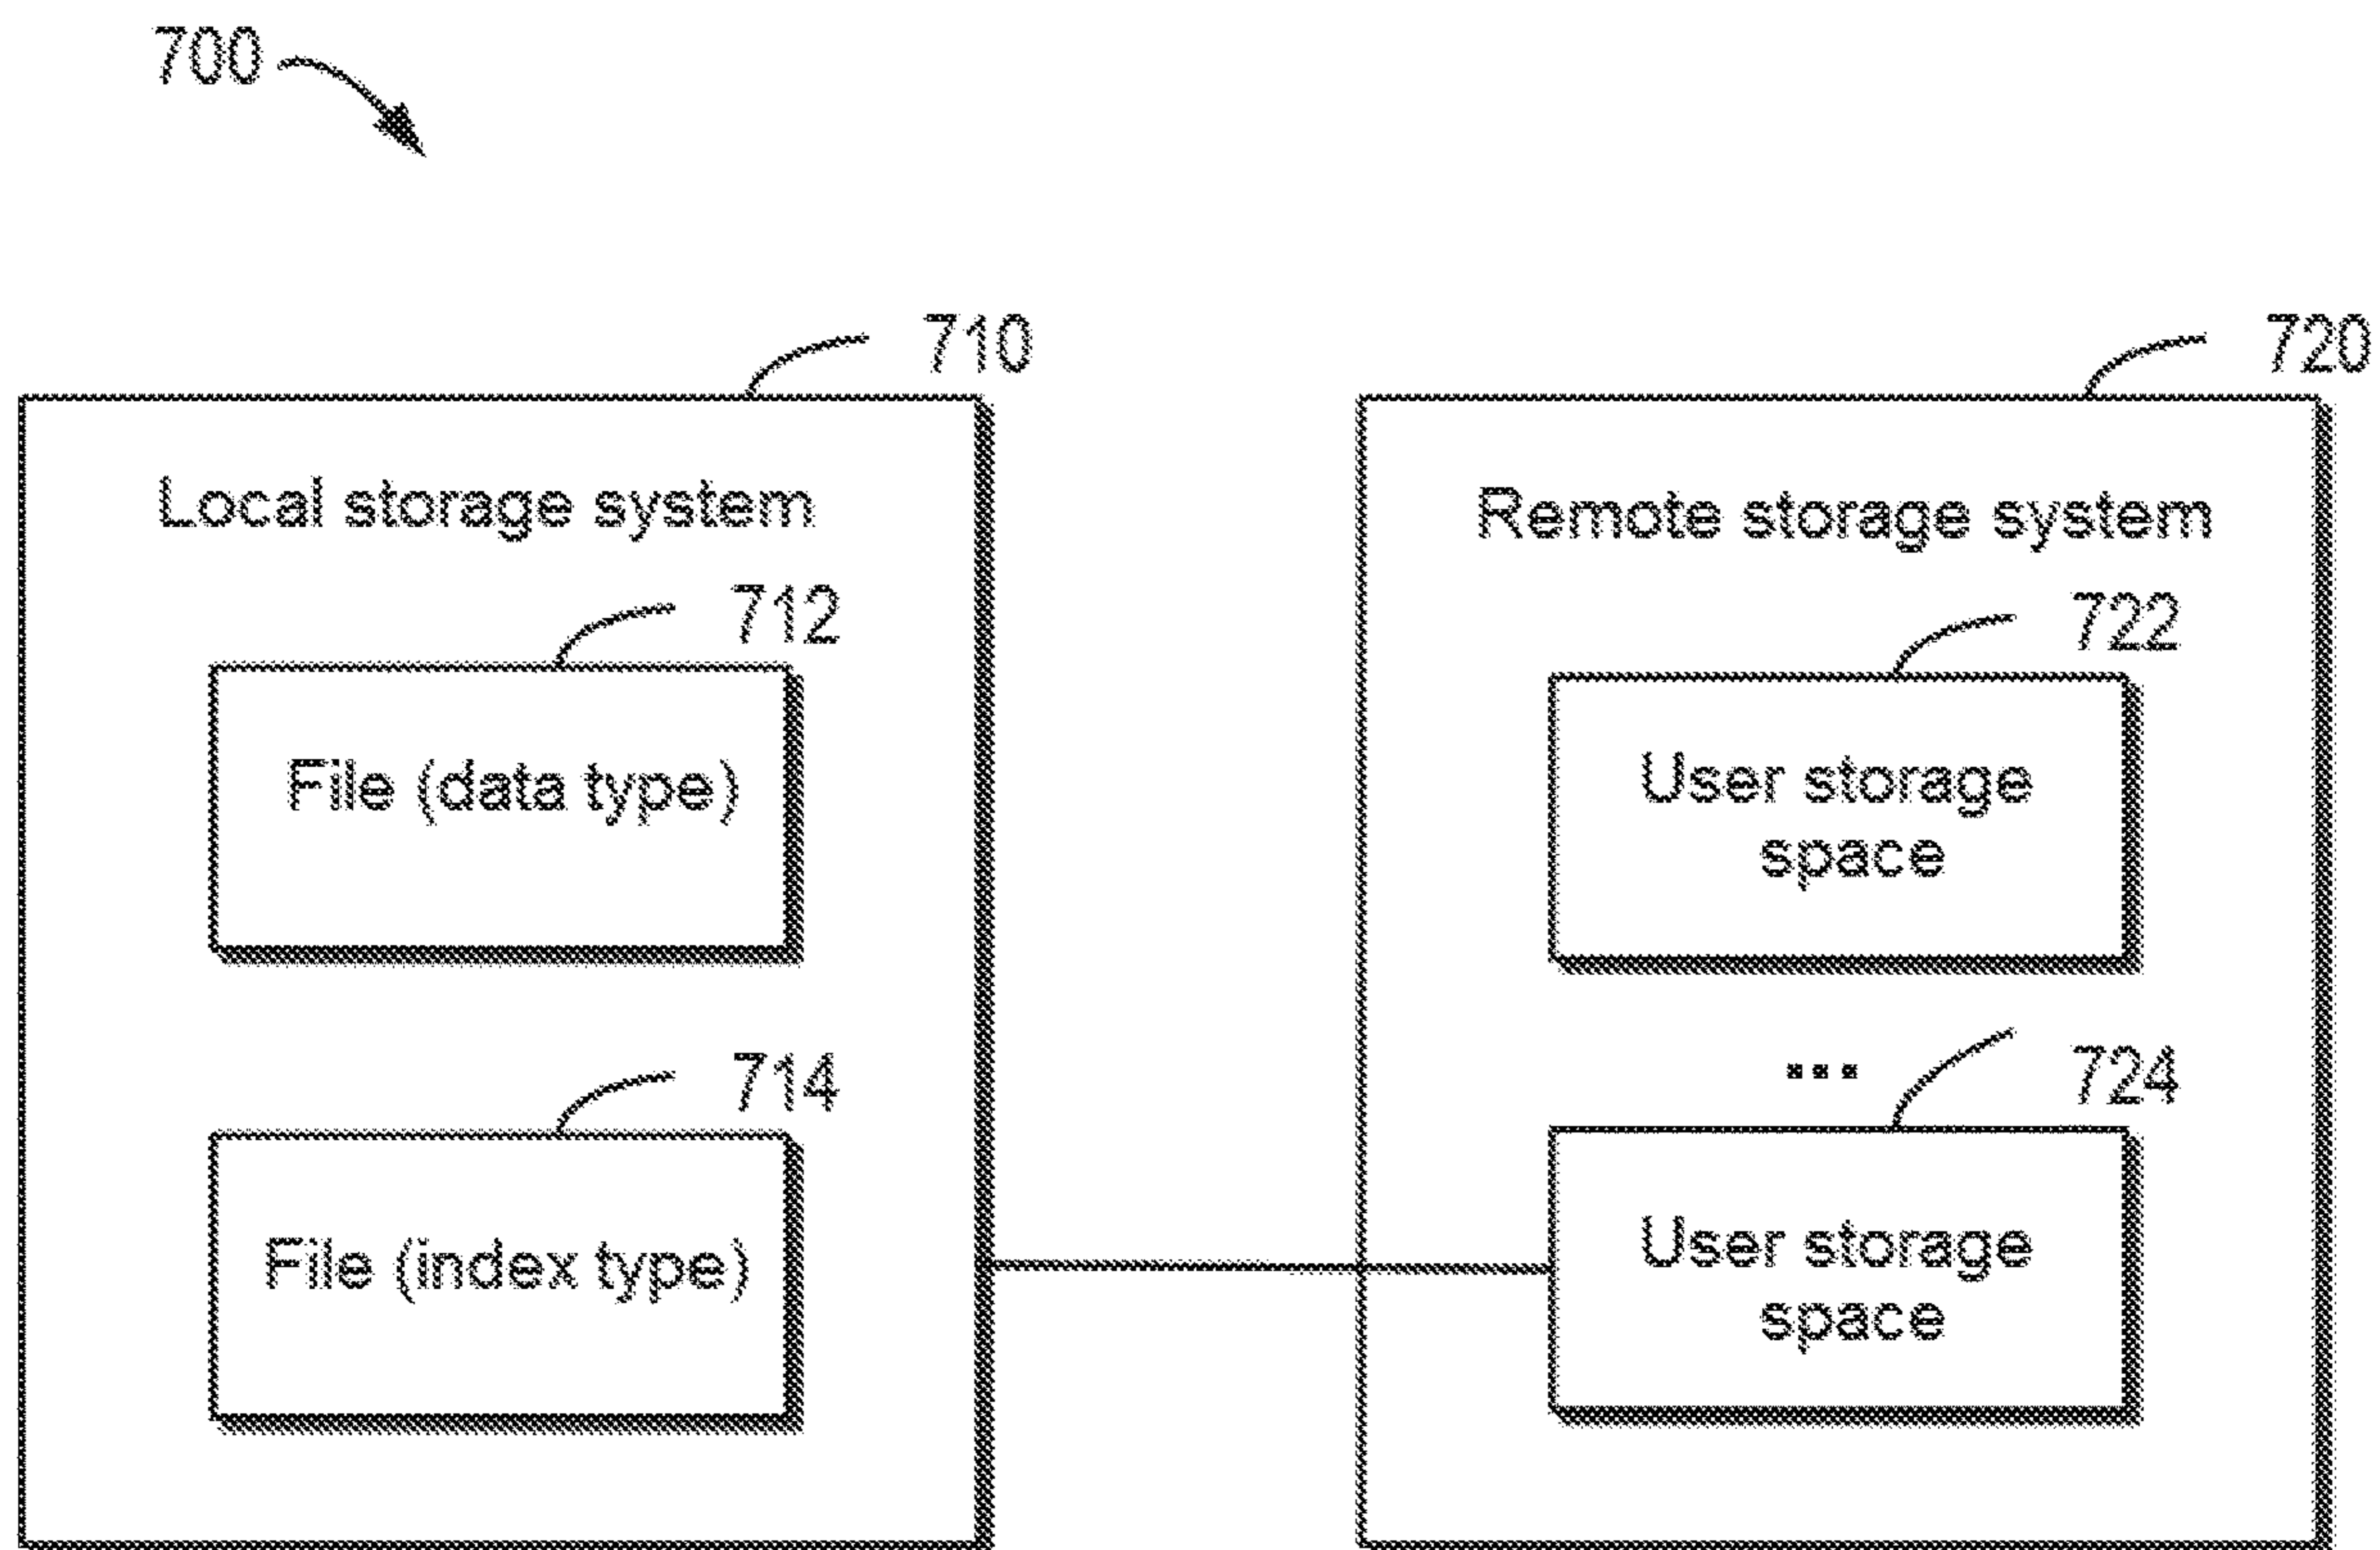 700
710
720
Local storage system
Remote storage system
712
722
File (data type)
User storage
space
714
...
724
File (index type)
User storage
space